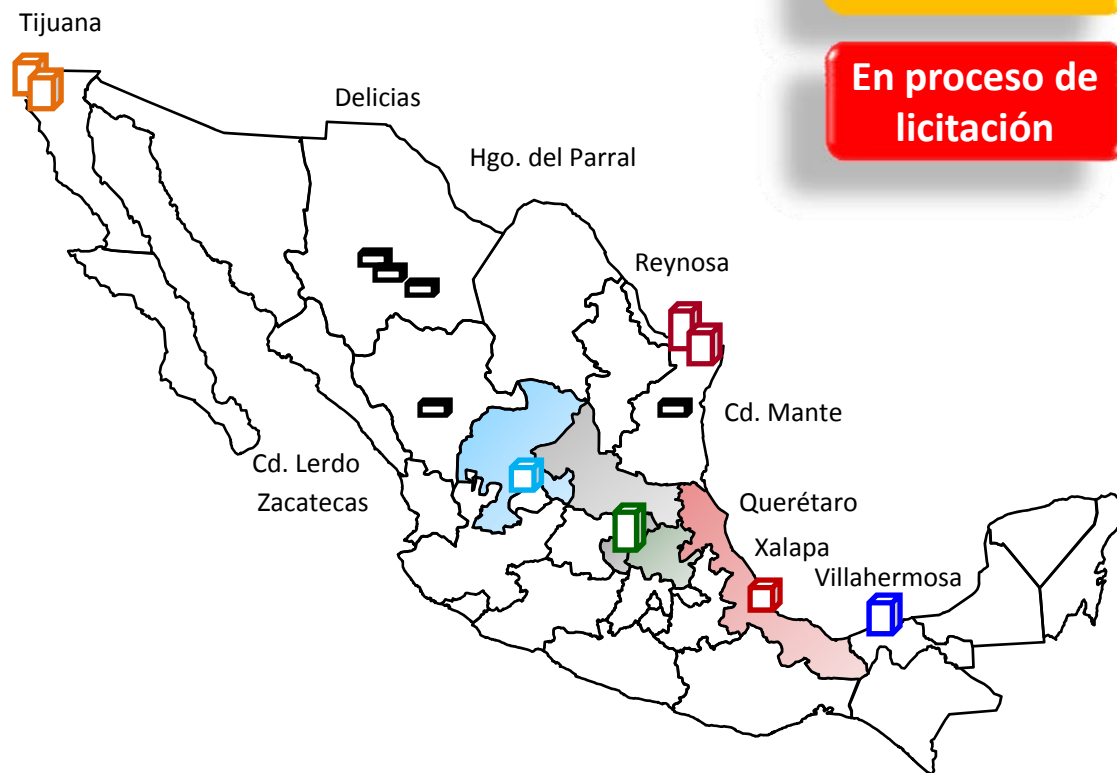 Tijuana
En proceso de
licitación
Delicias
Hgo. del Parral
Reynosa
Cd. Mante
Cd. Lerdo
Zacatecas
Querétaro
Xalapa
Villahermosa